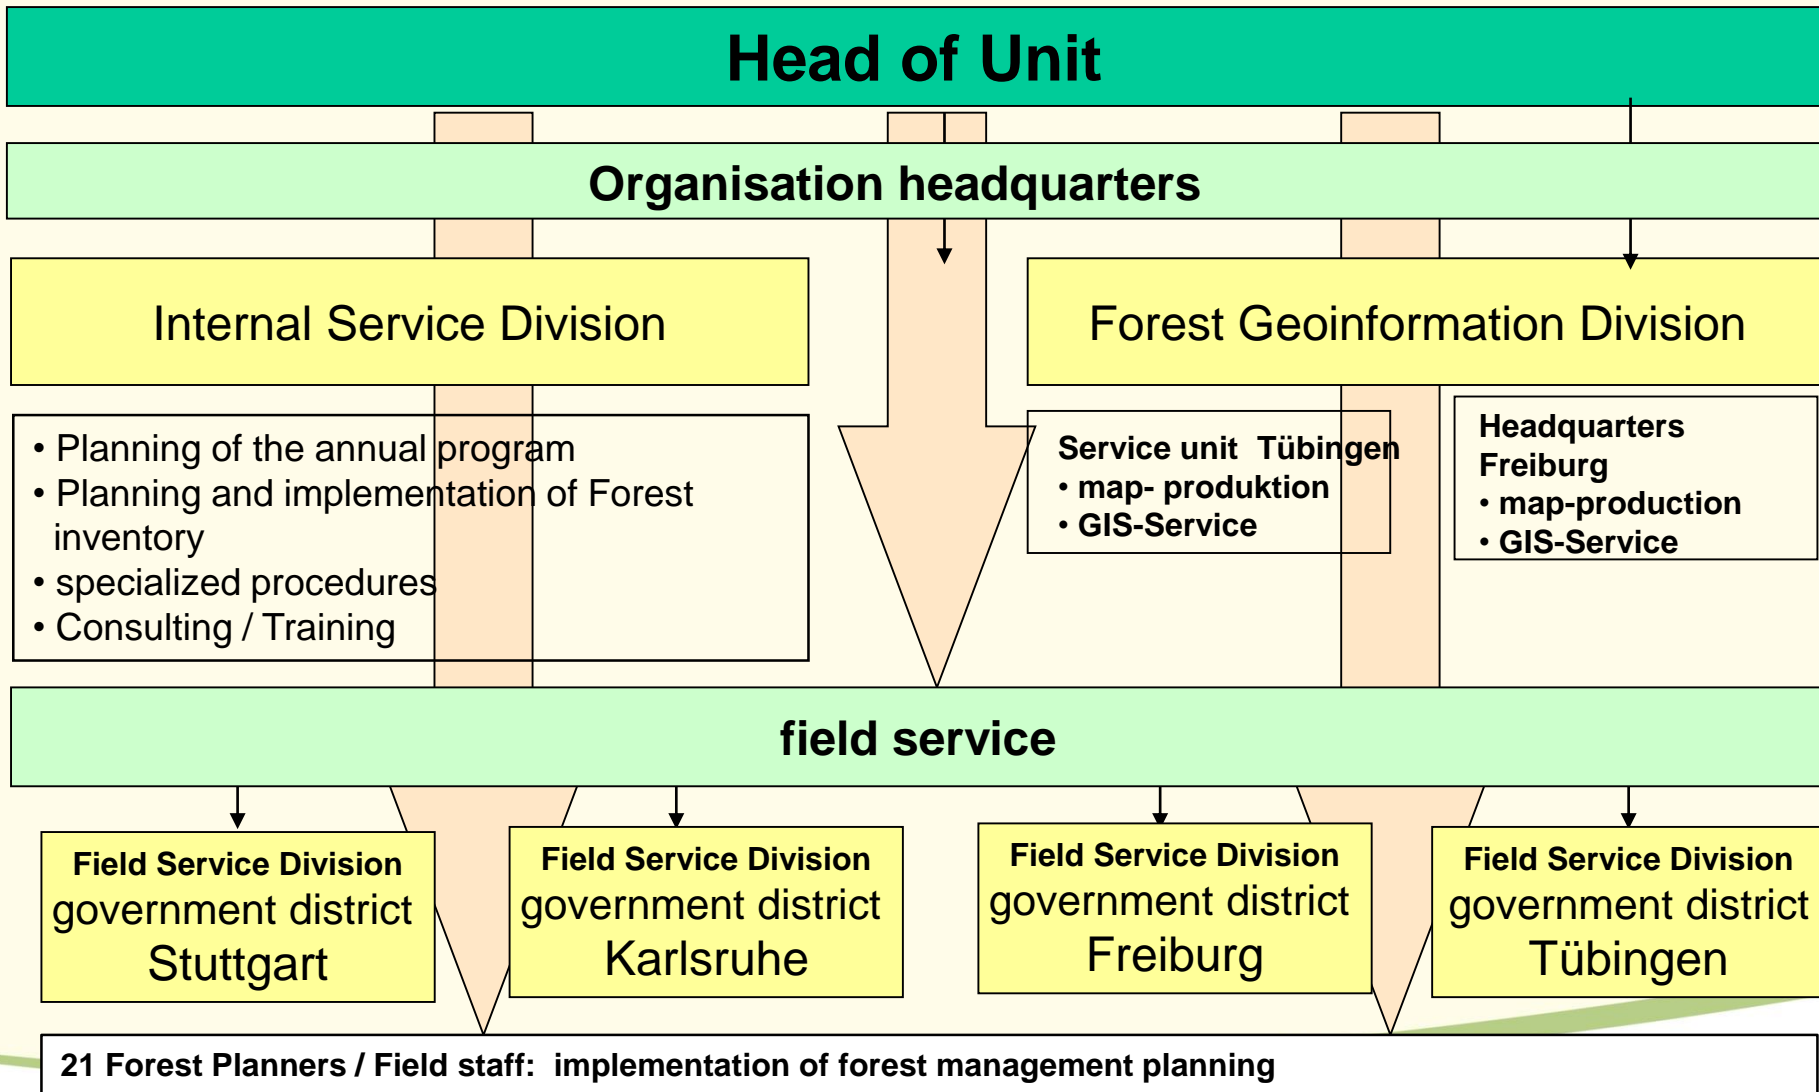 Head of Unit
Organisation headquarters
Internal Service Division
Forest Geoinformation Division
• Planning of the annual program
• Planning and implementation of Forest
inventory
• specialized procedures
• Consulting / Training
Service unit Tübingen
• map- produktion
• GIS-Service
Headquarters
Freiburg
• map-production
• GIS-Service
field service
Field Service Division
government district
Stuttgart
Field Service Division
government district
Karlsruhe
Field Service Division
government district
Freiburg
Field Service Division
government district
Tübingen
21 Forest Planners / Field staff: implementation of forest management planning